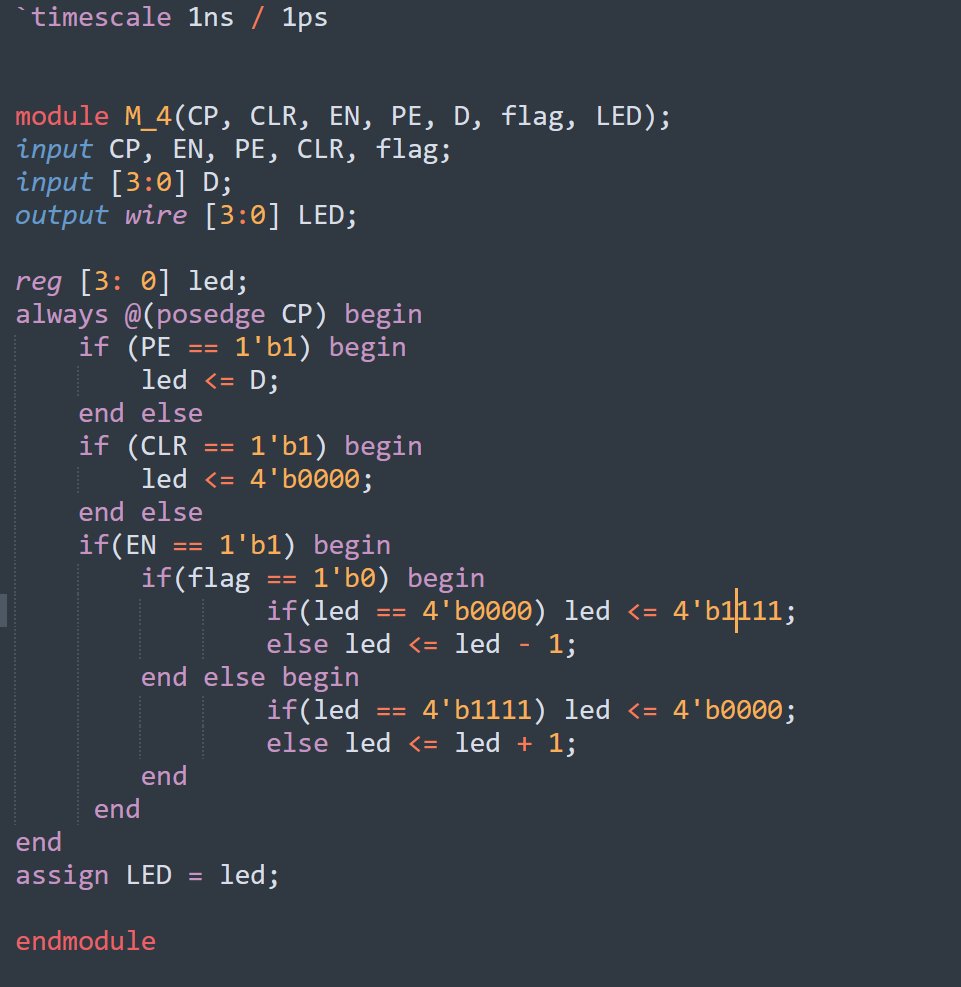 `timescale 1ns / 1ps
module M_4(CP, CLR, EN, PE, D, flag, LED);
input CP, EN, PE, CLR, flag;
input [3:0] D;
output wire [3:0] LED;
reg [3: 0] led;
always @(posedge CP) begin
if (PE == 1'b1) begin
led <= D;
end else
if (CLR == 1'b1) begin
led <= 4'b0000;
end else
if(EN == 1'b1) begin
if(flag == 1'b0) begin
if(led == 4'b0000) led <= 4'b1111;
else led <= led - 1;
end else begin
if(led == 4'b1111) led <= 4'b0000;
else led <= led + 1;
end
end
end
assign LED = led;
endmodule